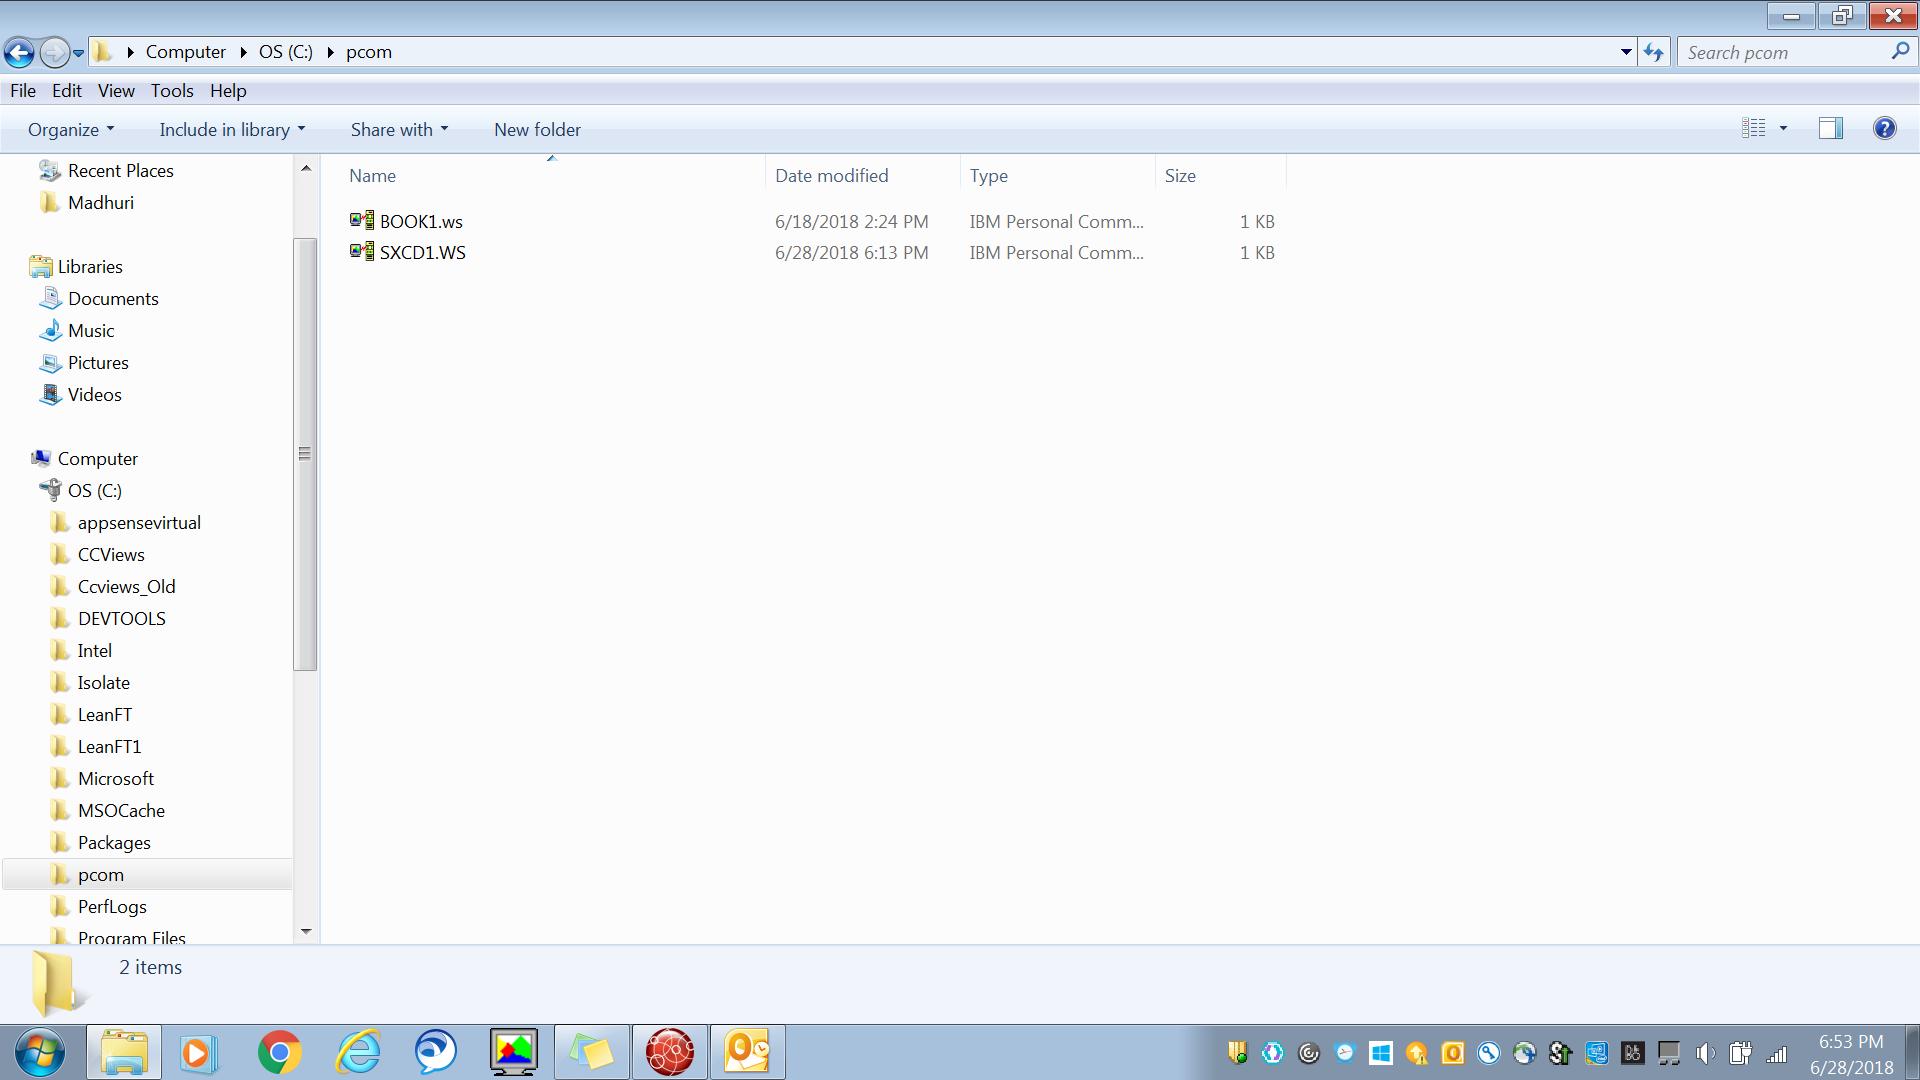 Computer OS (C:) pcom
Search pcom
File Edit View Tools Help
Organize Include in library Share with New folder
Recent Places
Madhuri
Libraries
Documents
Music
Pictures
Videos
Computer
OS (C:)
appsensevirtual
CCViews
Ccviews_Old
DEVTOOLS
Intel
Isolate
LeanFT
LeanFT1
Microsoft
MSOCache
Packages
pcom
PerfLogs
Program Files
Name Date modified Type Size
BOOK1.ws 6/18/2018 2:24 PM IBM Personal Comm... 1 KB
SXCD1.WS 6/28/2018 6:13 PM IBM Personal Comm... 1 KB
2 items
6:53 PM
6/28/2018